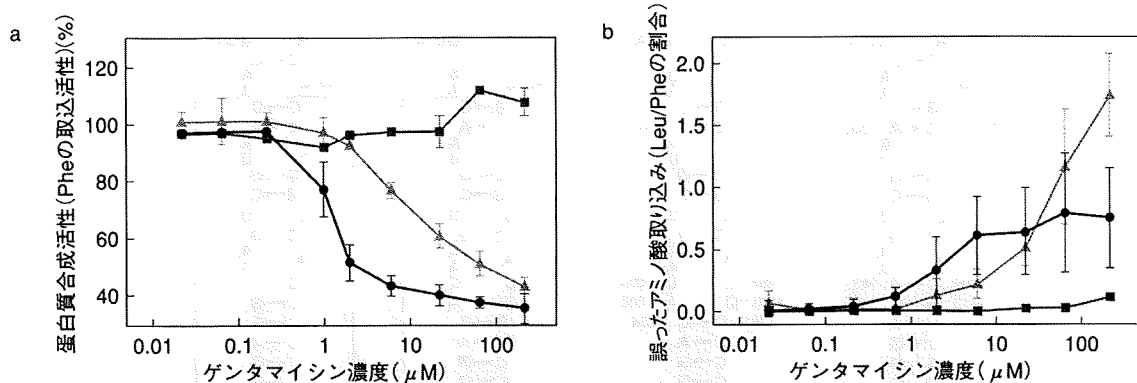 a
蛋白質合成活性(Pheの取込活性)(%)
120
100
80
60
40
0.01 0.1 1 10 100
ゲンタマイシン濃度(μM)
b
誤ったアミノ酸取り込み(Leu/Pheの割合)
2.0
1.5
1.0
0.5
0.0
0.01 0.1 1 10 100
ゲンタマイシン濃度(μM)